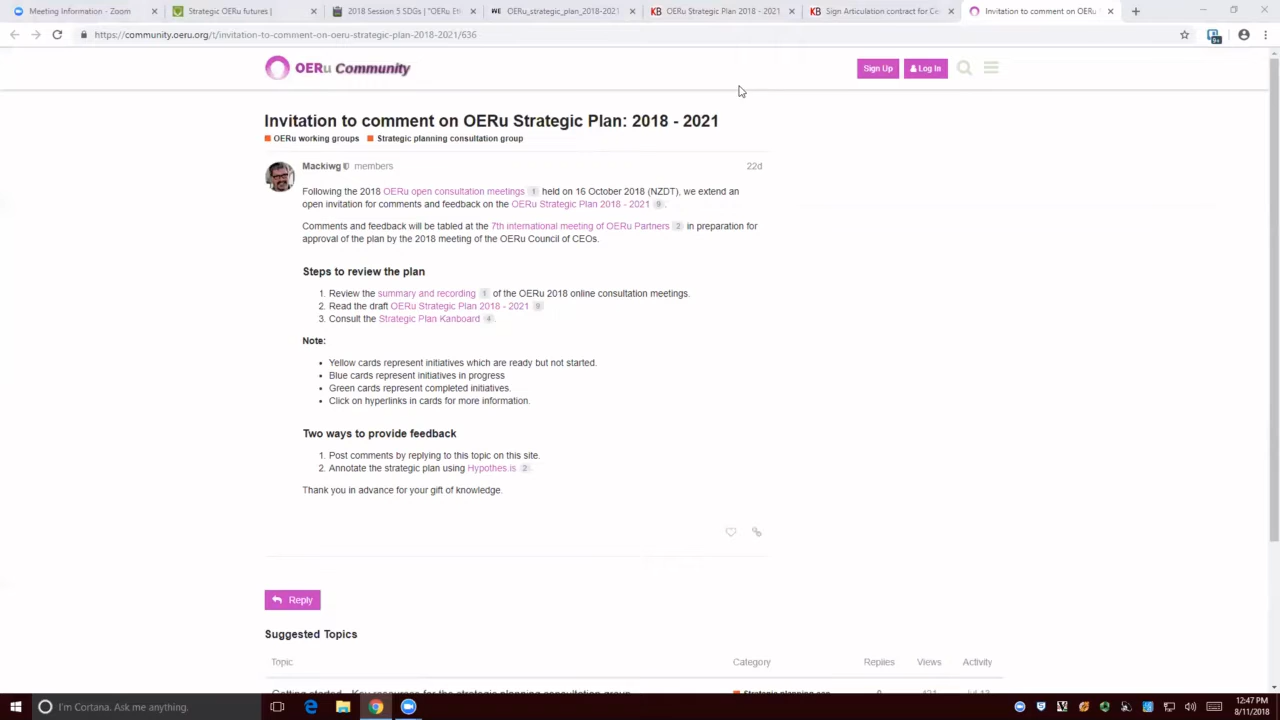 Meeting Information - Zoom
Strategic OERu futures |
2018 Session 5 SDGs "OERu Eth
OERu Strategic_plan_2018-2021
OERu Strategic Plan 2018 - 2021
Sign Articulation contract for Ce
Invitation to comment on OERu
https://community.oeru.org/t/invitation-to-comment-on-oeru-strategic-plan-2018-2021/636
OERu Community
Sign Up
Log In
Invitation to comment on OERu Strategic Plan: 2018 - 2021
OERu working groups Strategic planning consultation group
Mackiwg members
22d
Following the 2018 OERu open consultation meetings 1 held on 16 October 2018 (NZDT), we extend an
open invitation for comments and feedback on the OERu Strategic Plan 2018 - 2021 9 .
Comments and feedback will be tabled at the 7th international meeting of OERu Partners 2 in preparation for
approval of the plan by the 2018 meeting of the OERu Council of CEOs.
Steps to review the plan
1. Review the summary and recording 1 of the OERu 2018 online consultation meetings.
2. Read the draft OERu Strategic Plan 2018 - 2021 9
3. Consult the Strategic Plan Kanboard 4 .
Note:
• Yellow cards represent initiatives which are ready but not started.
• Blue cards represent initiatives in progress
• Green cards represent completed initiatives.
• Click on hyperlinks in cards for more information.
Two ways to provide feedback
1. Post comments by replying to this topic on this site.
2. Annotate the strategic plan using Hypothes.is 2 .
Thank you in advance for your gift of knowledge.
Reply
Suggested Topics
Topic Category Replies Views Activity
Getting started - Key resources for the strategic planning consultation group
I'm Cortana. Ask me anything.
12:47 PM
8/11/2018